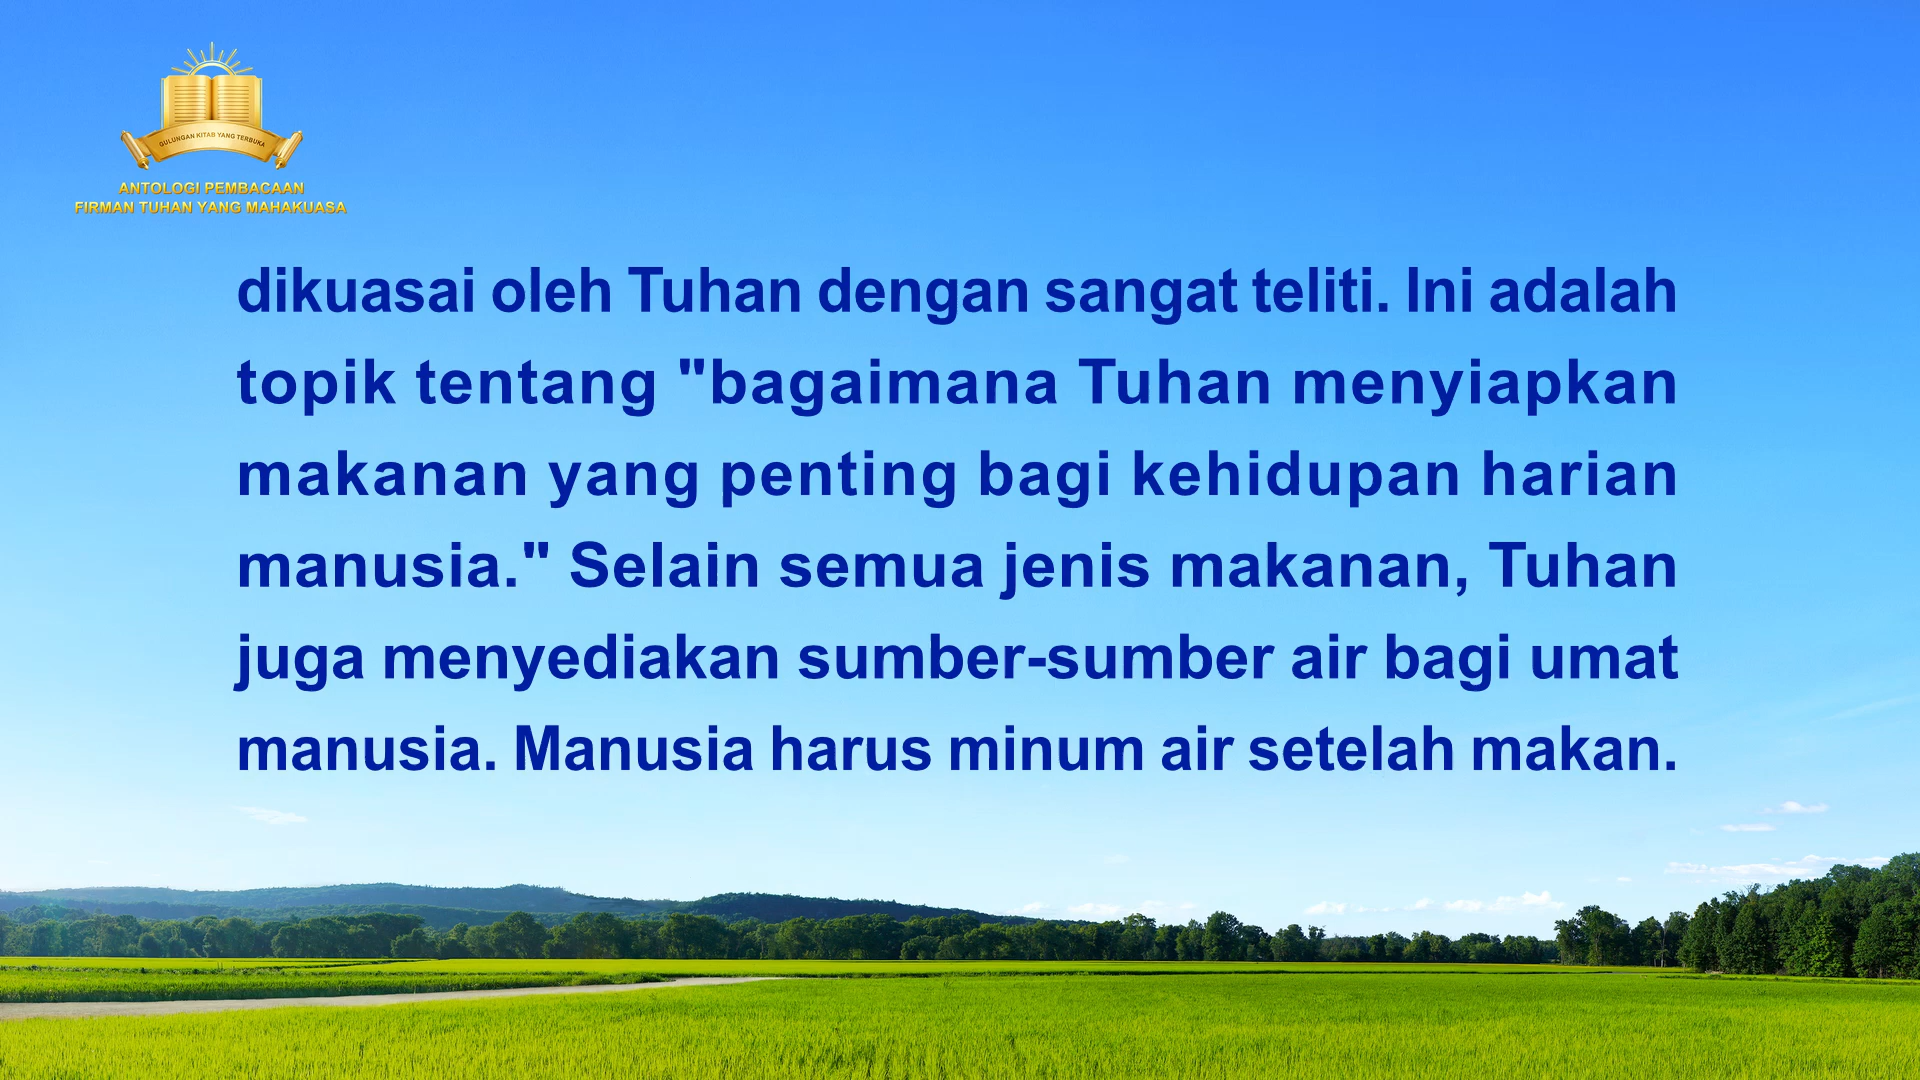 GULUNGAN KITAB YANG TERBUKA
ANTOLOGI PEMBACAAN
FIRMAN TUHAN YANG MAHAKUASA
dikuasai oleh Tuhan dengan sangat teliti. Ini adalah
topik tentang "bagaimana Tuhan menyiapkan
makanan yang penting bagi kehidupan harian
manusia." Selain semua jenis makanan, Tuhan
juga menyediakan sumber-sumber air bagi umat
manusia. Manusia harus minum air setelah makan.